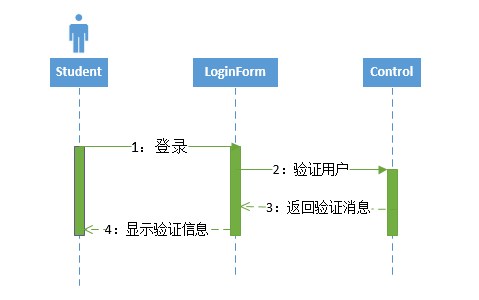 Student
LoginForm
Control
1：登录
2：验证用户
3：返回验证消息
4：显示验证信息